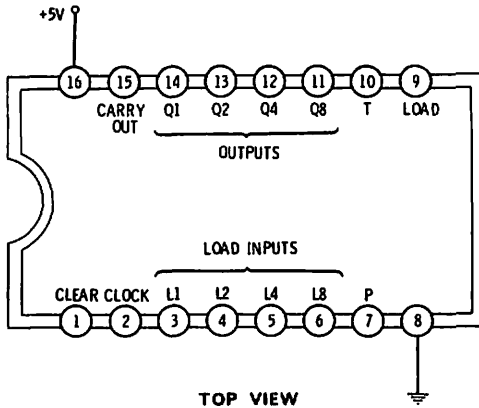 +5V
16 15 14 13 12 11 10 9
CARRY OUT Q1 Q2 Q4 Q8 T LOAD
OUTPUTS
LOAD INPUTS
CLEAR CLOCK L1 L2 L4 L8 P
1 2 3 4 5 6 7 8
TOP VIEW